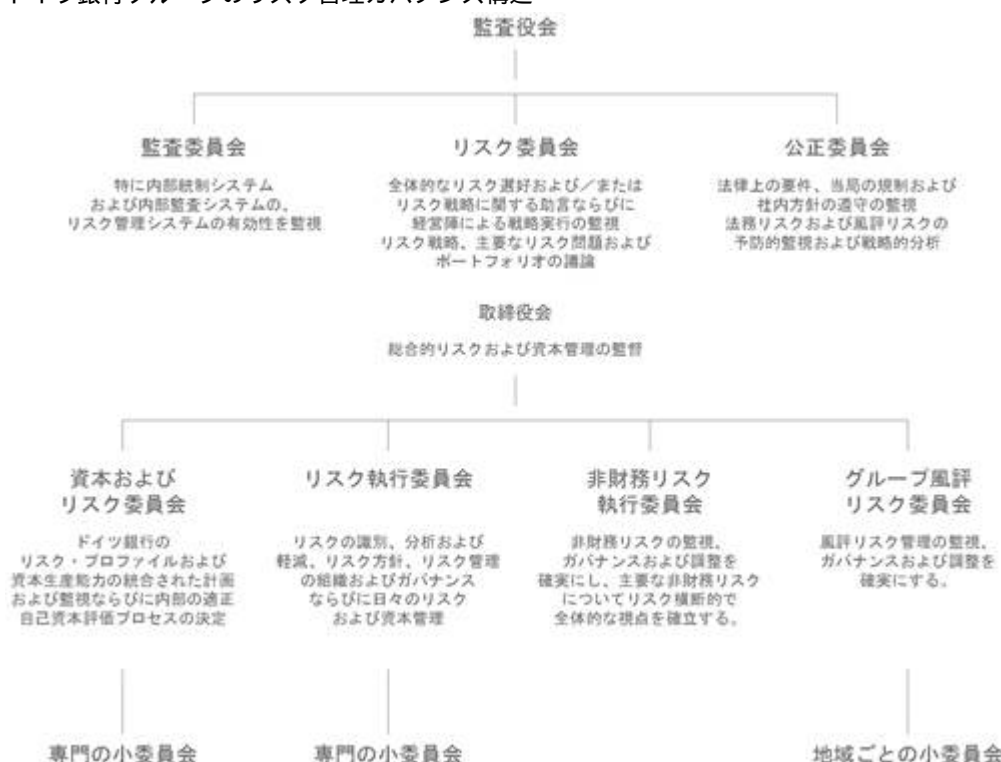 ドイツ銀行グループのリスク管理ガバナンス構造
監査役会
監査委員会
特に内部統制システム
および内部監査システムの、
リスク管理システムの有効性を監視
リスク委員会
全体的なリスク選好および／または
リスク戦略に関する助言ならびに
経営陣による戦略実行の監視
リスク戦略、主要なリスク問題および
ポートフォリオの議論
公正委員会
法律上の要件、当局の規制および
社内方針の遵守の監視
法務リスクおよび風評リスクの
予防的監視および戦略的分析
取締役会
総合的リスクおよび資本管理の監督
資本および
リスク委員会
ドイツ銀行の
リスク・プロファイルおよび
資本生産能力の統合された計画
および監視ならびに内部の適正
自己資本評価プロセスの決定
リスク執行委員会
リスクの識別、分析および
軽減、リスク方針、リスク管理
の組織およびガバナンス
ならびに日々のリスク
および資本管理
非財務リスク
執行委員会
非財務リスクの監視、
ガバナンスおよび調整を
確実にし、主要な非財務リスク
についてリスク横断的で
全体的な視点を確立する。
グループ風評
リスク委員会
風評リスク管理の監視、
ガバナンスおよび調整を
確実にする。
専門の小委員会
専門の小委員会
地域ごとの小委員会